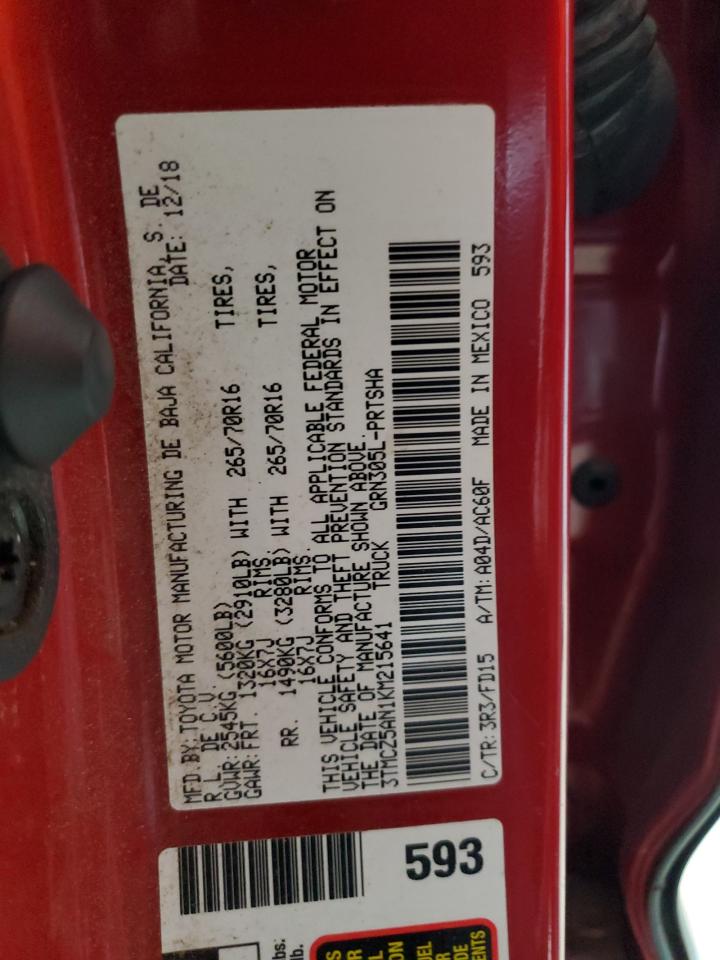 MFD.BY:TOYOTA MOTOR MANUFACTURING DE BAJA CALIFORNIA, S. DE
R L. DE C.V. DATE: 12/18
GVWR:2545KG (5600LB)
GAWR:FRT. 1320KG (2910LB) WITH 265/70R16 TIRES,
16X7J RIMS
RR. 1490KG (3280LB) WITH 265/70R16 TIRES,
16X7J RIMS.
THIS VEHICLE CONFORMS TO ALL APPLICABLE FEDERAL MOTOR
VEHICLE SAFETY AND THEFT PREVENTION STANDARDS IN EFFECT ON
THE DATE OF MANUFACTURE SHOWN ABOVE.
3TMCZ5AN1KM215641 TRUCK GRN305L-PRTSHA
C/TR:3R3/FD15 A/TM:A04D/AC60F MADE IN MEXICO 593
593